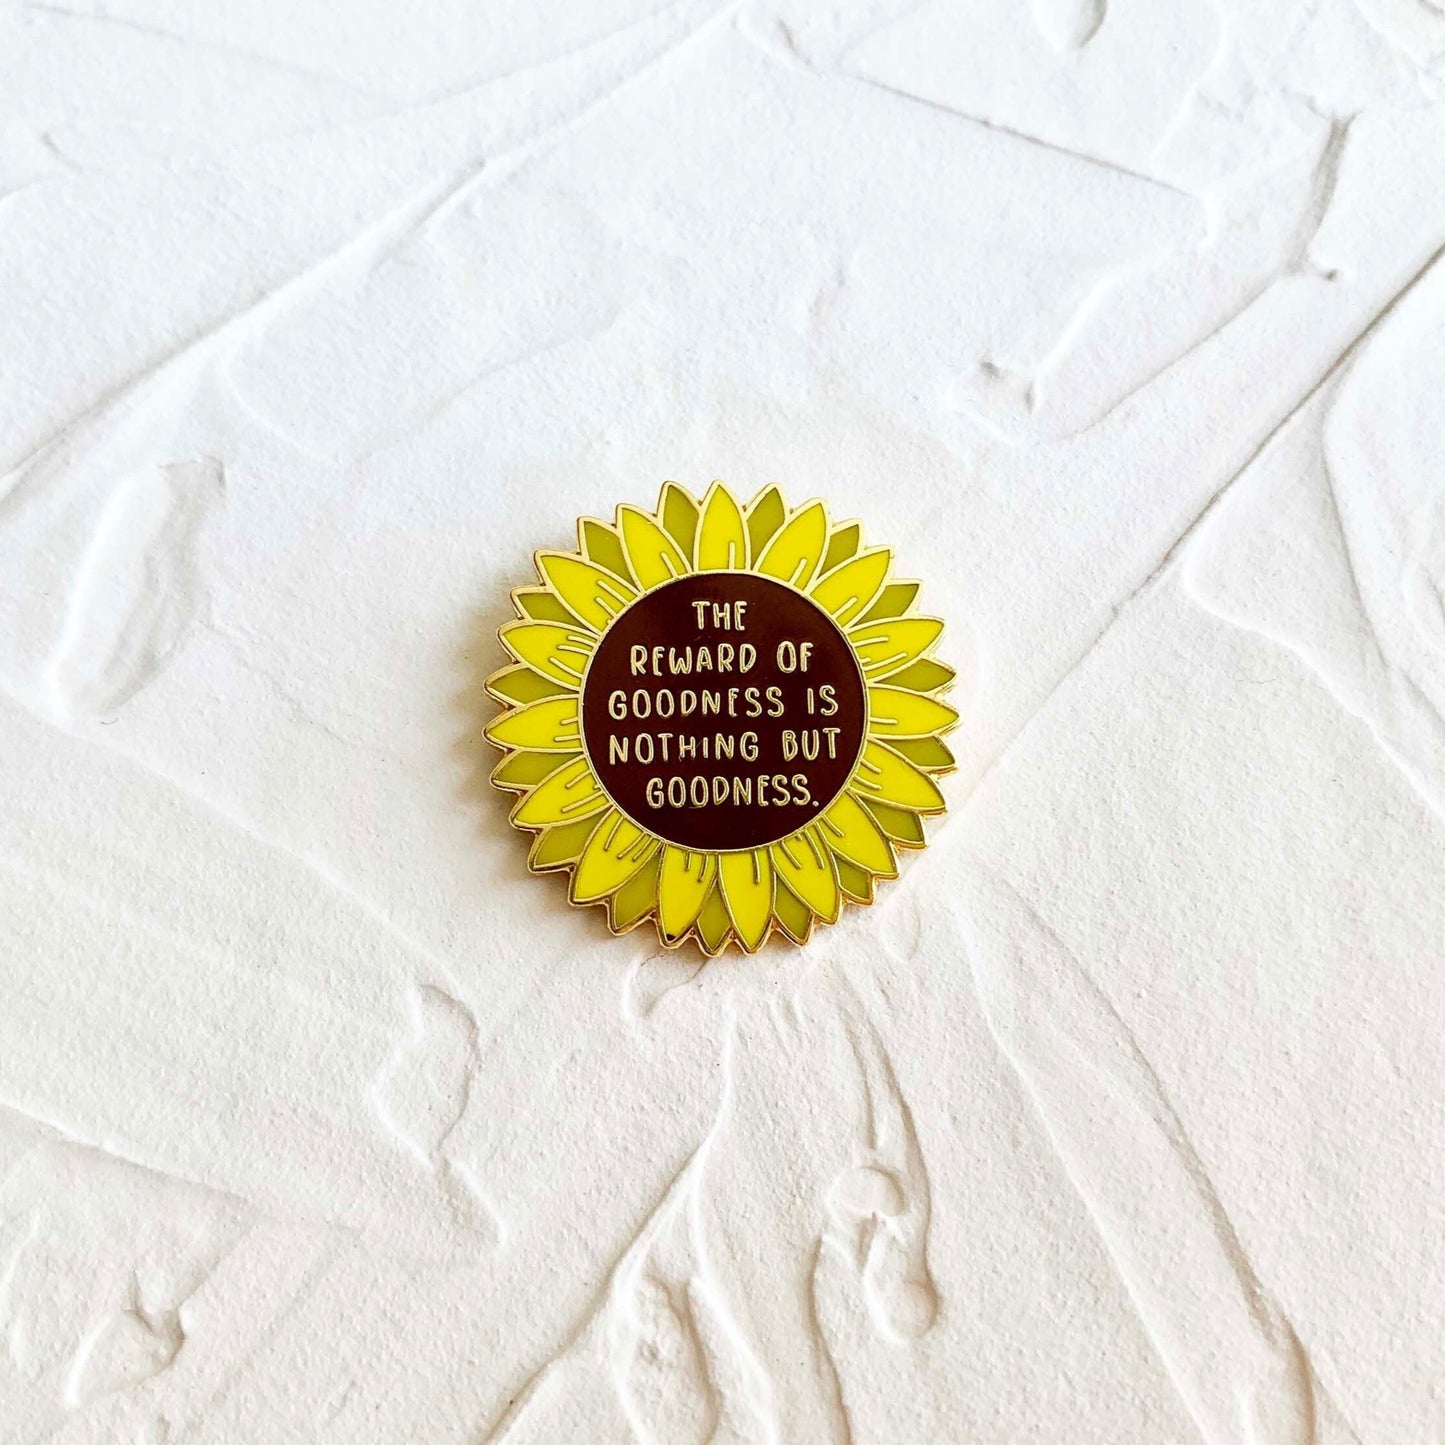 THE
REWARD OF
GOODNESS IS
NOTHING BUT
GOODNESS.